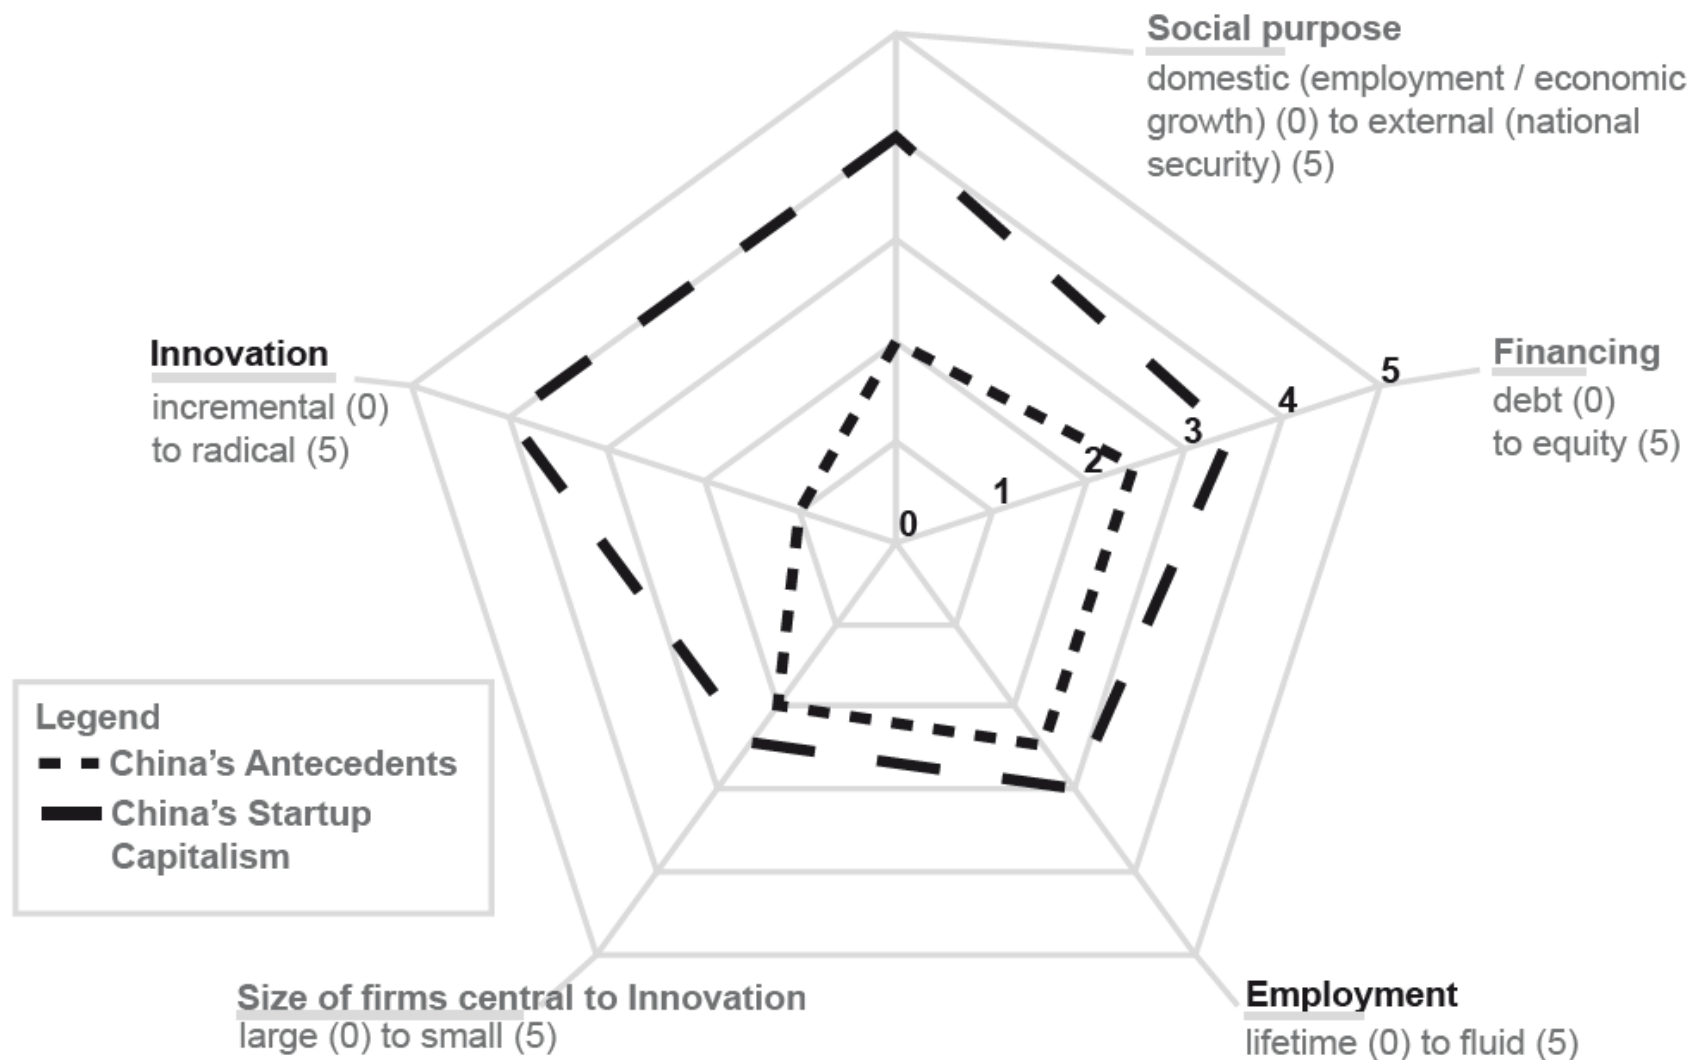 Social purpose
domestic (employment / economic
growth) (0) to external (national
security) (5)
Innovation
incremental (0)
to radical (5)
Financing
debt (0)
to equity (5)
5
4
3
2
1
0
Legend
China’s Antecedents
China’s Startup
Capitalism
Size of firms central to Innovation
large (0) to small (5)
Employment
lifetime (0) to fluid (5)